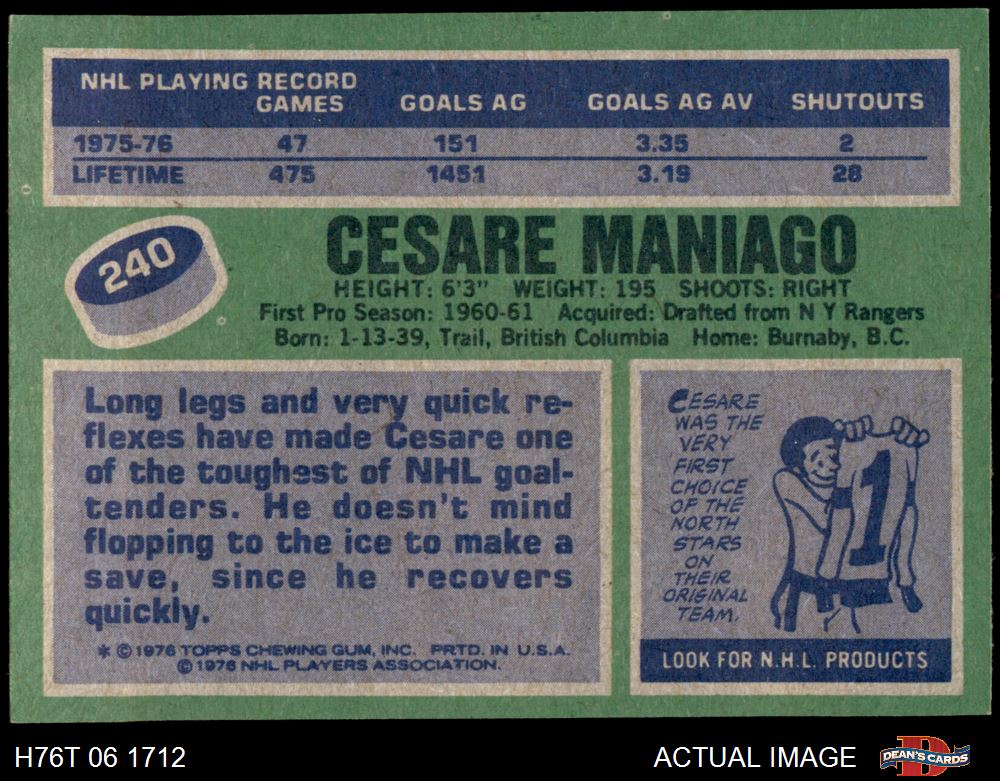 NHL PLAYING RECORD
GAMES GOALS AG GOALS AG AV SHUTOUTS
1975-76 47 151 3.35 2
LIFETIME 475 1451 3.19 28
240
CESARE MANIAGO
HEIGHT: 6'3" WEIGHT: 195 SHOOTS: RIGHT
First Pro Season: 1960-61 Acquired: Drafted from N Y Rangers
Born: 1-13-39, Trail, British Columbia Home: Burnaby, B.C.
Long legs and very quick re-
flexes have made Cesare one
of the toughest of NHL goal-
tenders. He doesn't mind
flopping to the ice to make a
save, since he recovers
quickly.
* © 1976 TOPPS CHEWING GUM, INC. PRTD. IN U.S.A.
© 1976 NHL PLAYERS ASSOCIATION.
CESARE
WAS THE
VERY
FIRST
CHOICE
OF THE
NORTH
STARS
ON
THEIR
ORIGINAL
TEAM.
1
LOOK FOR N.H.L. PRODUCTS
H76T 06 1712
ACTUAL IMAGE
D
DEAN'S CARDS